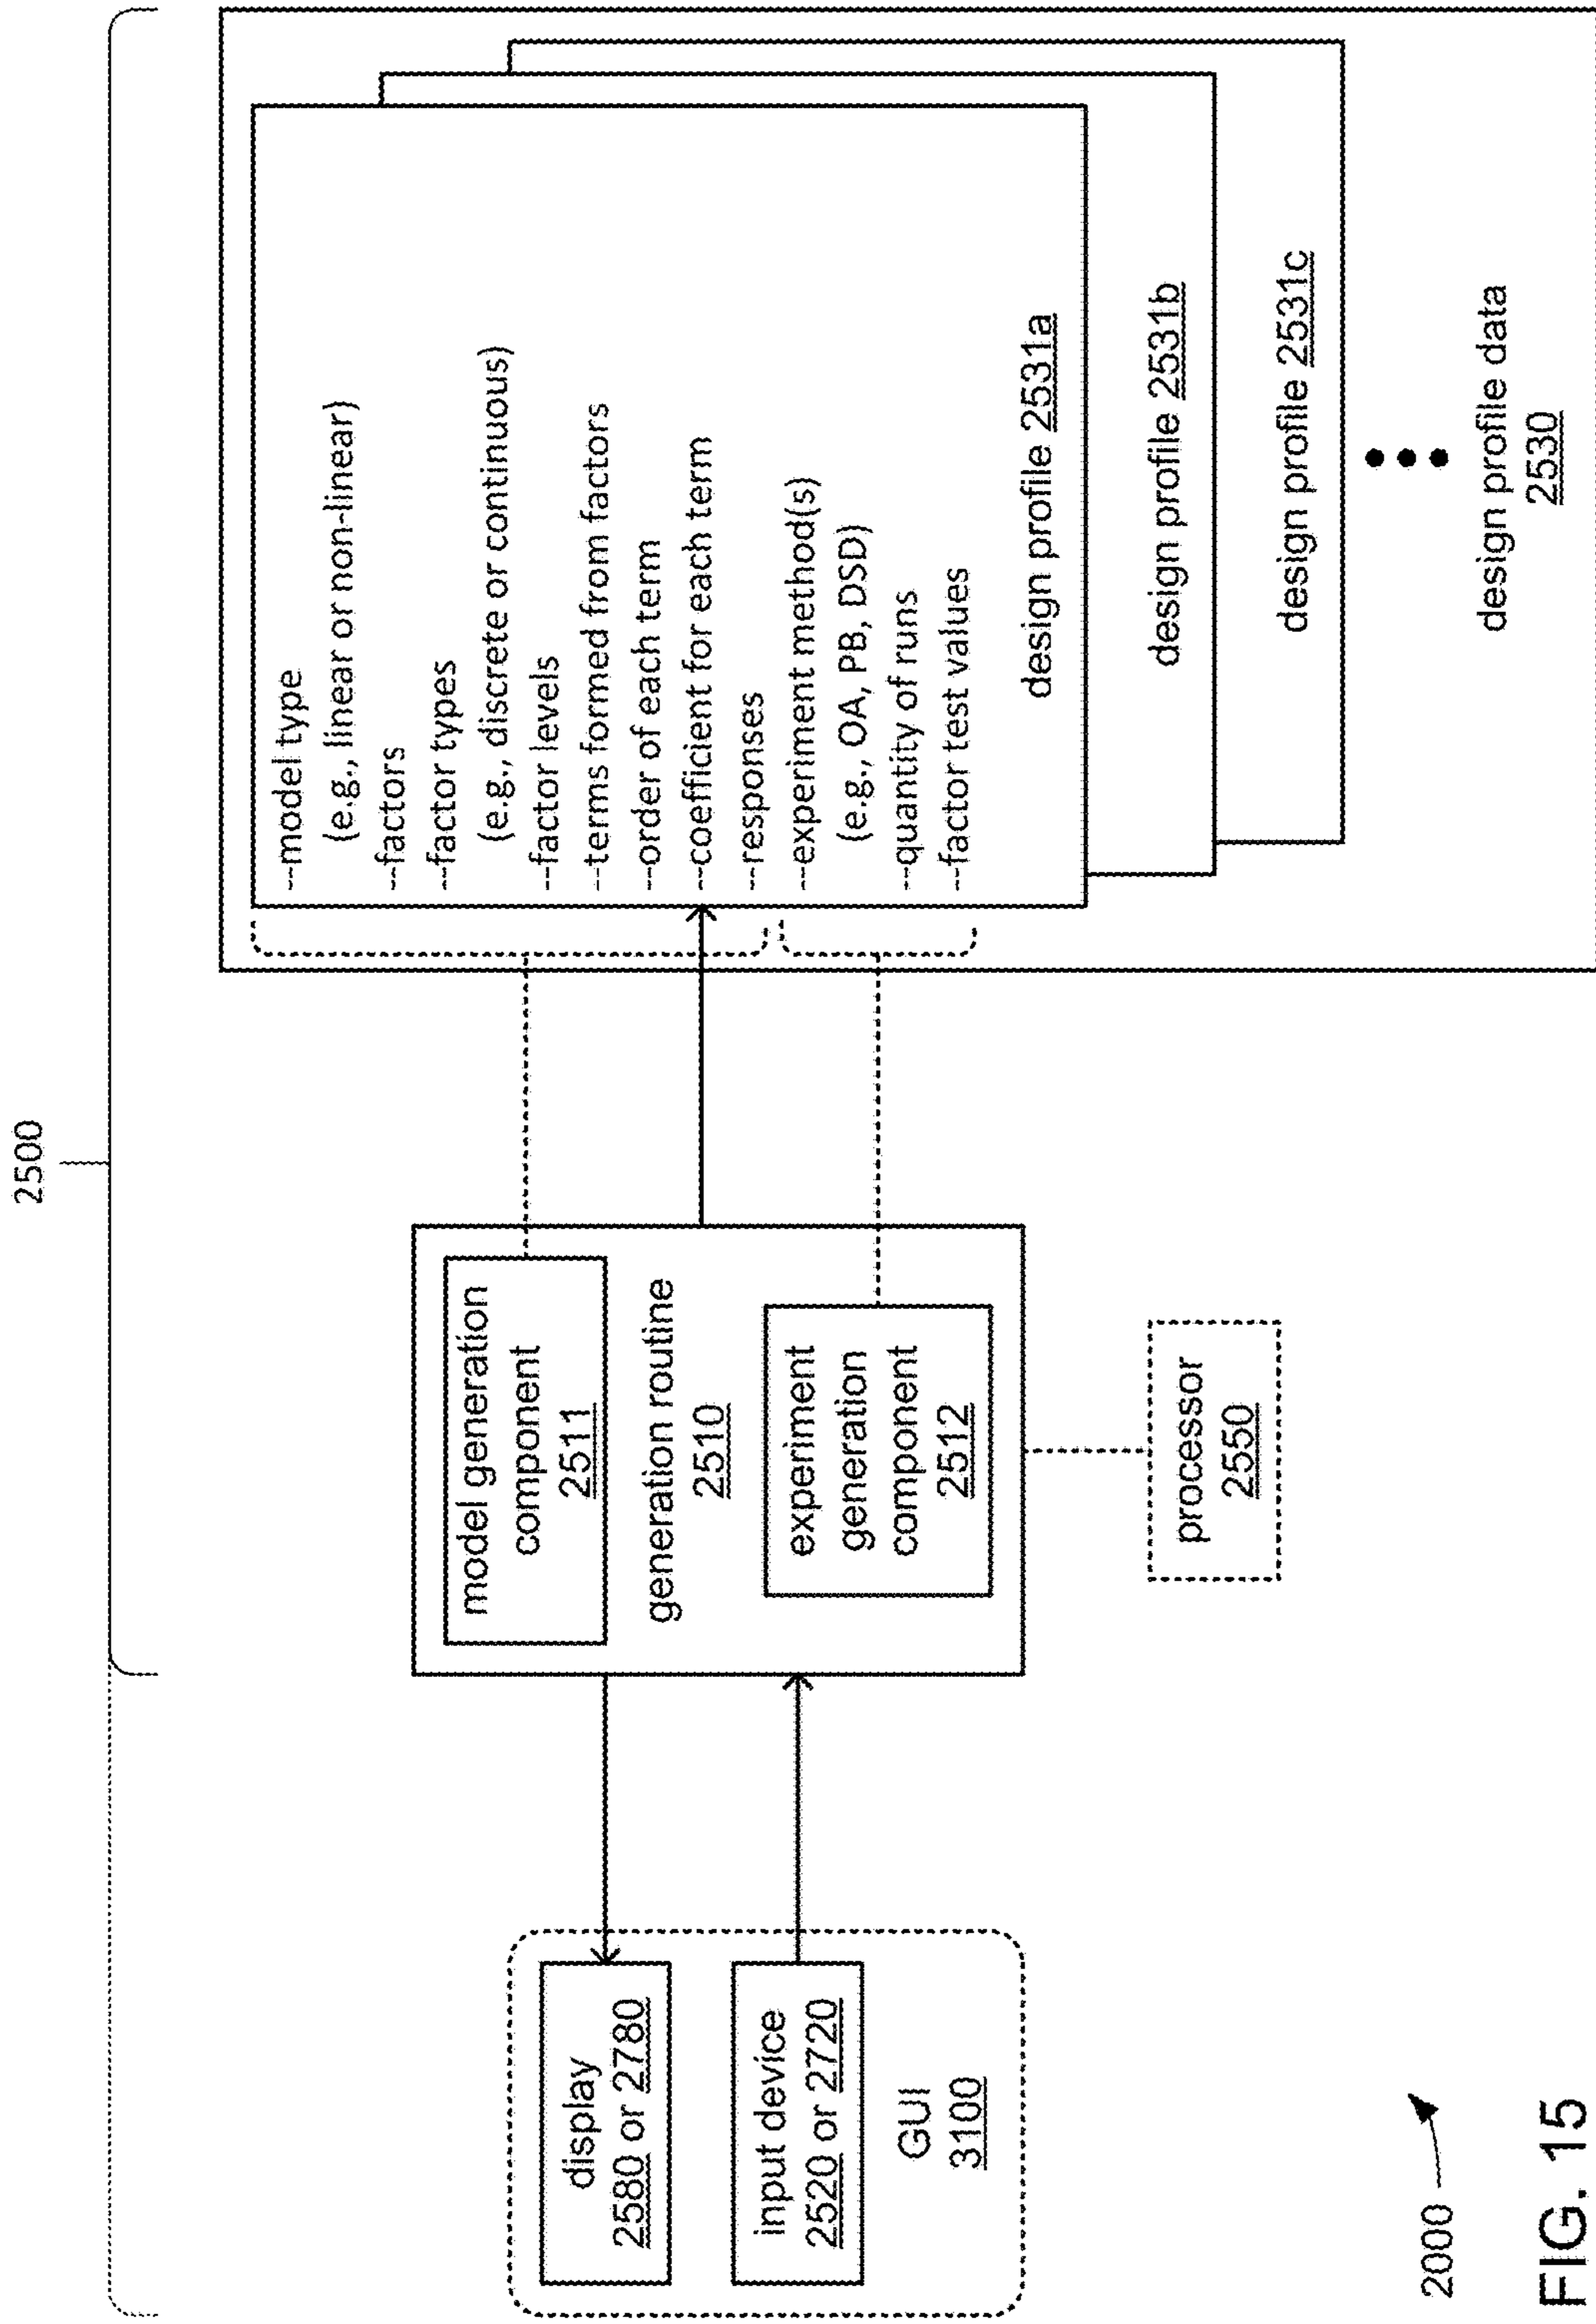 2500
display
2580 or 2780
input device
2520 or 2720
GUI
3100
model generation
component
2511
generation routine
2510
experiment
generation
component
2512
processor
2550
--model type
(e.g., linear or non-linear)
--factors
--factor types
(e.g., discrete or continuous)
--factor levels
--terms formed from factors
--order of each term
--coefficient for each term
--responses
--experiment method(s)
(e.g., OA, PB, DSD)
--quantity of runs
--factor test values
design profile 2531a
design profile 2531b
design profile 2531c
design profile data
2530
2000
FIG. 15